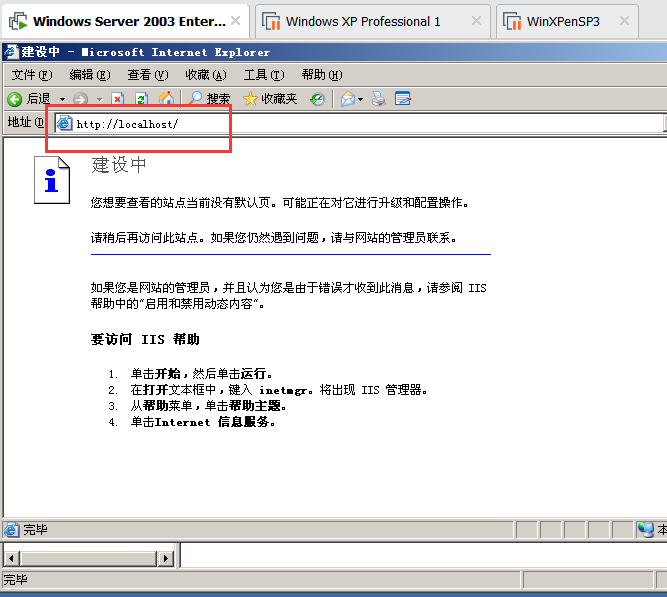 Windows Server 2003 Enter... Windows XP Professional 1 WinXPenSP3
建设中 - Microsoft Internet Explorer
文件(F) 编辑(E) 查看(V) 收藏(A) 工具(T) 帮助(H)
后退 搜索 收藏夹
地址(D) http://localhost/
建设中
您想要查看的站点当前没有默认页。可能正在对它进行升级和配置操作。
请稍后再访问此站点。如果您仍然遇到问题，请与网站的管理员联系。
如果您是网站的管理员，并且认为您是由于错误才收到此消息，请参阅 IIS
帮助中的"启用和禁用动态内容"。
要访问 IIS 帮助
1. 单击开始，然后单击运行。
2. 在打开文本框中，键入 inetmgr。将出现 IIS 管理器。
3. 从帮助菜单，单击帮助主题。
4. 单击Internet 信息服务。
完毕 本
完毕